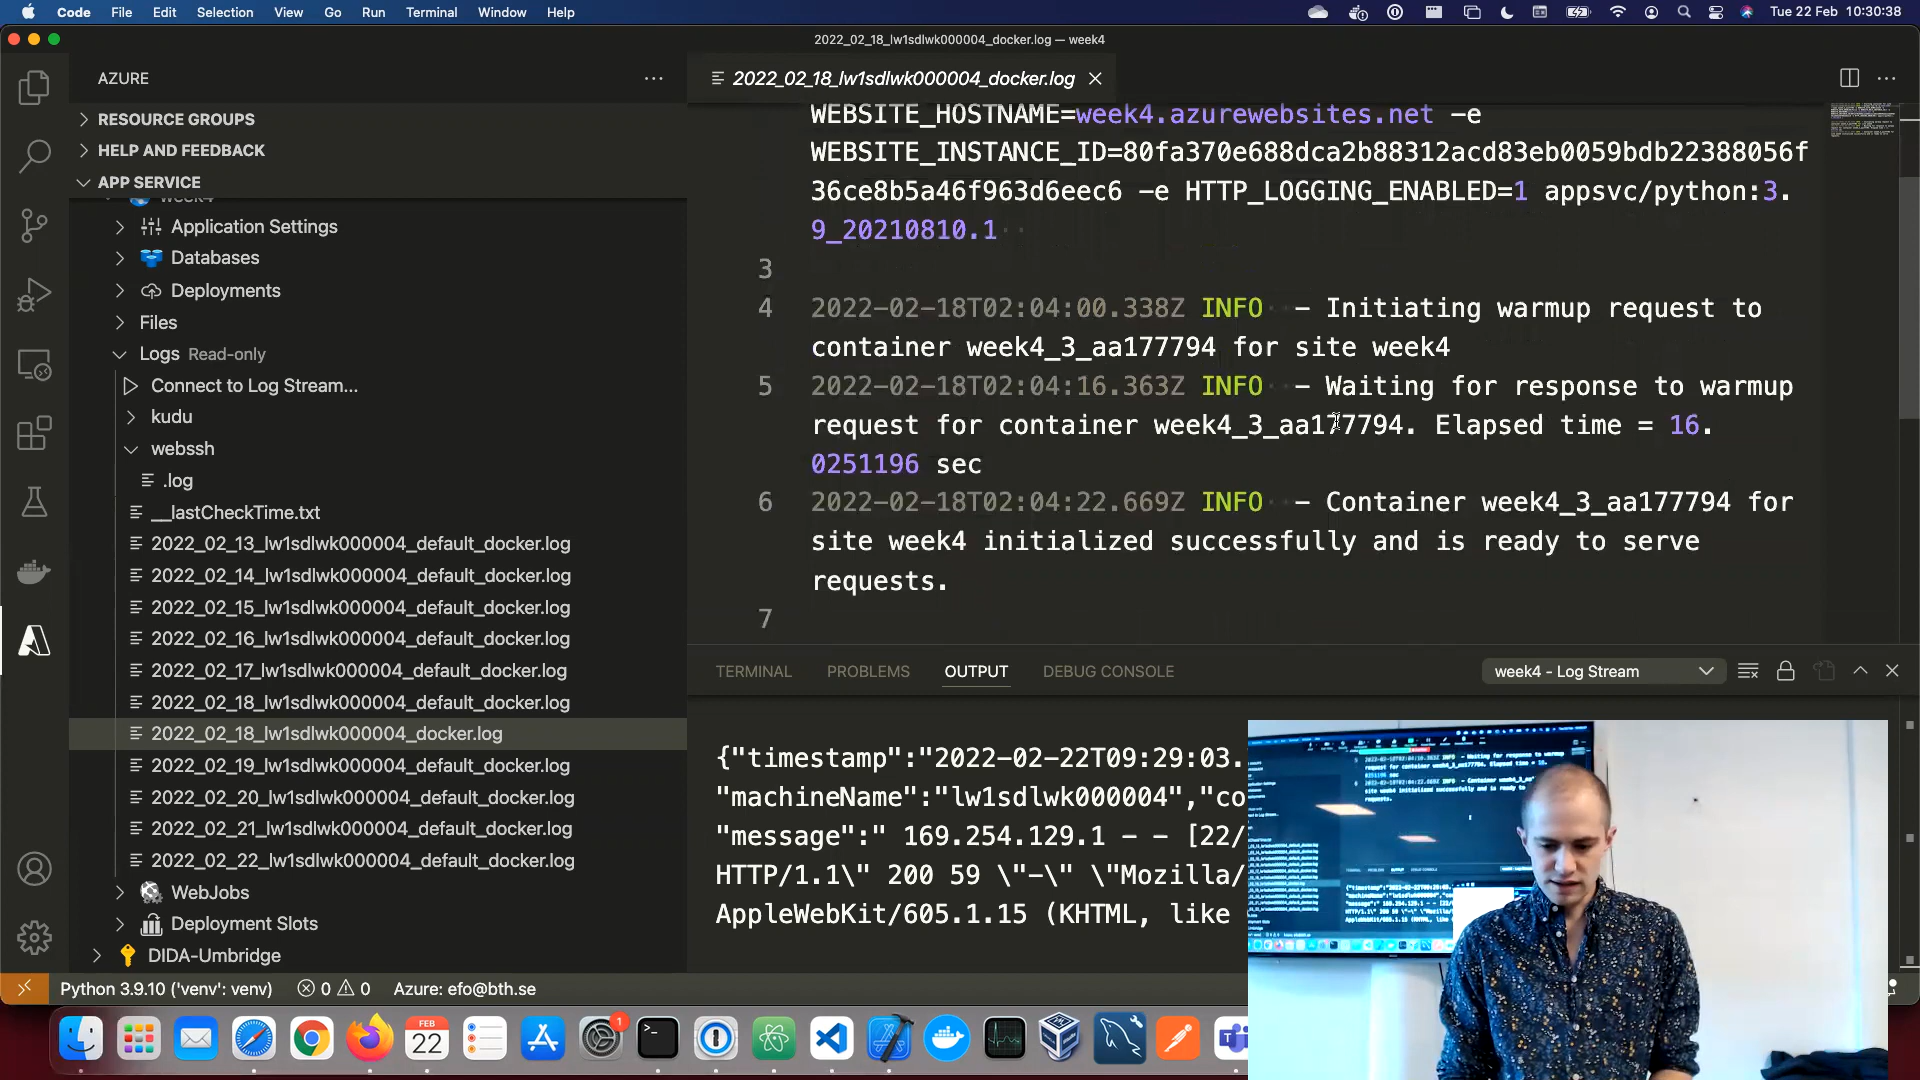 Code File Edit Selection View Go Run Terminal Window Help
Tue 22 Feb 10:30:38
2022_02_18_lw1sdlwk000004_docker.log — week4
AZURE
RESOURCE GROUPS
HELP AND FEEDBACK
APP SERVICE
week4
Application Settings
Databases
Deployments
Files
Logs Read-only
Connect to Log Stream...
kudu
webssh
.log
__lastCheckTime.txt
2022_02_13_lw1sdlwk000004_default_docker.log
2022_02_14_lw1sdlwk000004_default_docker.log
2022_02_15_lw1sdlwk000004_default_docker.log
2022_02_16_lw1sdlwk000004_default_docker.log
2022_02_17_lw1sdlwk000004_default_docker.log
2022_02_18_lw1sdlwk000004_default_docker.log
2022_02_18_lw1sdlwk000004_docker.log
2022_02_19_lw1sdlwk000004_default_docker.log
2022_02_20_lw1sdlwk000004_default_docker.log
2022_02_21_lw1sdlwk000004_default_docker.log
2022_02_22_lw1sdlwk000004_default_docker.log
WebJobs
Deployment Slots
DIDA-Umbridge
2022_02_18_lw1sdlwk000004_docker.log
WEBSITE_HOSTNAME=week4.azurewebsites.net -e
WEBSITE_INSTANCE_ID=80fa370e688dca2b88312acd83eb0059bdb22388056f
36ce8b5a46f963d6eec6 -e HTTP_LOGGING_ENABLED=1 appsvc/python:3.
9_20210810.1
3
4 2022-02-18T02:04:00.338Z INFO - Initiating warmup request to
container week4_3_aa177794 for site week4
5 2022-02-18T02:04:16.363Z INFO - Waiting for response to warmup
request for container week4_3_aa177794. Elapsed time = 16.
0251196 sec
6 2022-02-18T02:04:22.669Z INFO - Container week4_3_aa177794 for
site week4 initialized successfully and is ready to serve
requests.
7
TERMINAL PROBLEMS OUTPUT DEBUG CONSOLE week4 - Log Stream
{"timestamp":"2022-02-22T09:29:03.
"machineName":"lw1sdlwk000004","co
"message":" 169.254.129.1 - - [22/
HTTP/1.1\" 200 59 \"-\" \"Mozilla/
AppleWebKit/605.1.15 (KHTML, like
Python 3.9.10 ('venv': venv) 0 0 Azure: efo@bth.se
1
FEB
22